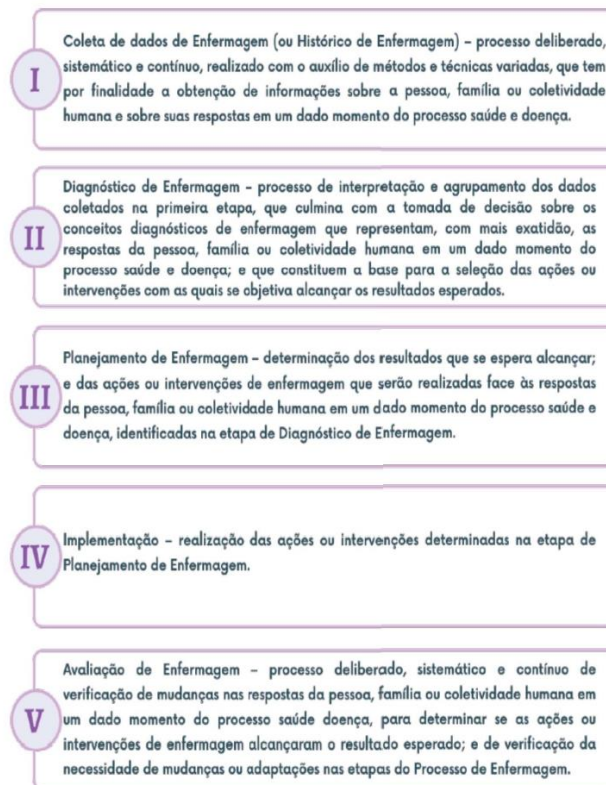 Coleta de dados de Enfermagem (ou Histórico de Enfermagem) – processo deliberado,
sistemático e contínuo, realizado com o auxílio de métodos e técnicas variadas, que tem
I
por finalidade a obtenção de informações sobre a pessoa, família ou coletividade
humana e sobre suas respostas em um dado momento do processo saúde e doença.
Diagnóstico de Enfermagem – processo de interpretação e agrupamento dos dados
coletados na primeira etapa, que culmina com a tomada de decisão sobre os
II
conceitos diagnósticos de enfermagem que representam, com mais exatidão, as
respostas da pessoa, família ou coletividade humana em um dado momento do
processo saúde e doença; e que constituem a base para a seleção das ações ou
intervenções com as quais se objetiva alcançar os resultados esperados.
Planejamento de Enfermagem – determinação dos resultados que se espera alcançar;
e das ações ou intervenções de enfermagem que serão realizadas face às respostas
III
da pessoa, família ou coletividade humana em um dado momento do processo saúde e
doença, identificadas na etapa de Diagnóstico de Enfermagem.
IV
Implementação – realização das ações ou intervenções determinadas na etapa de
Planejamento de Enfermagem.
Avaliação de Enfermagem – processo deliberado, sistemático e contínuo de
verificação de mudanças nas respostas da pessoa, família ou coletividade humana em
V
um dado momento do processo saúde doença, para determinar se as ações ou
intervenções de enfermagem alcançaram o resultado esperado; e de verificação da
necessidade de mudanças ou adaptações nas etapas do Processo de Enfermagem.